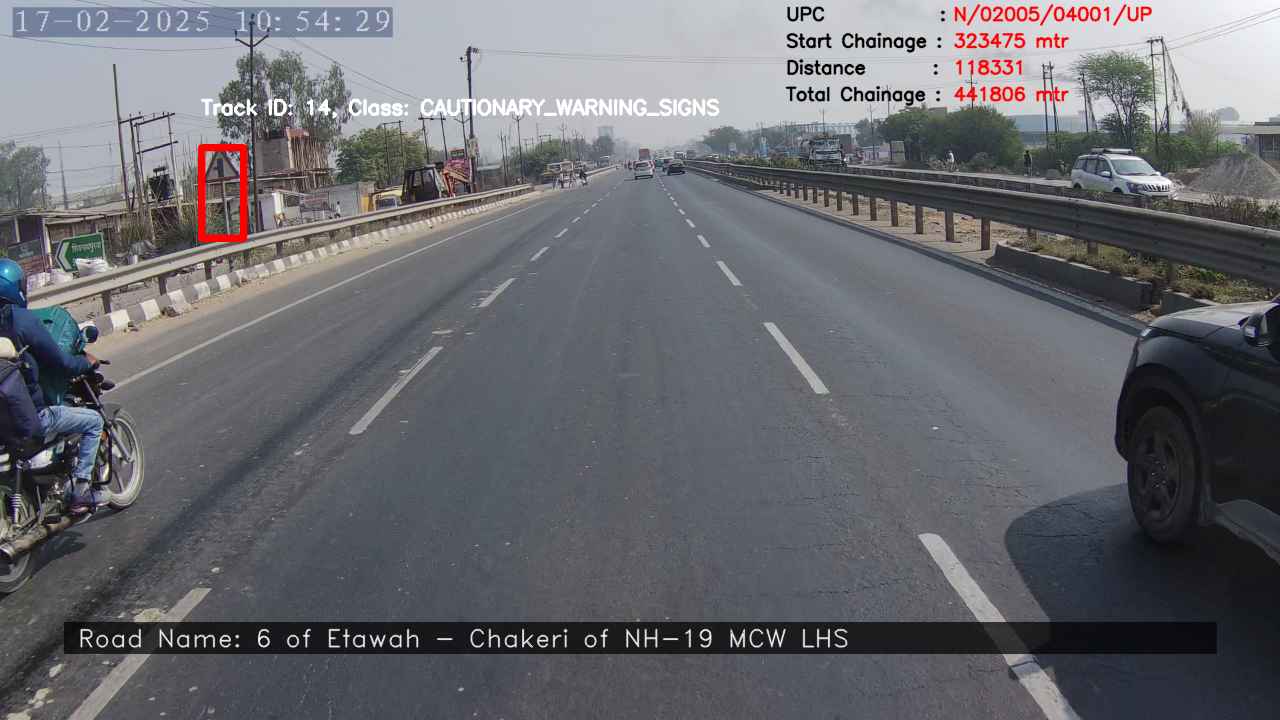 17-02-2025 10:54:29
UPC : N/02005/04001/UP
Start Chainage : 323475 mtr
Distance : 118331
Total Chainage : 441806 mtr
Track ID: 14, Class: CAUTIONARY_WARNING_SIGNS
Road Name: 6 of Etawah - Chakeri of NH-19 MCW LHS